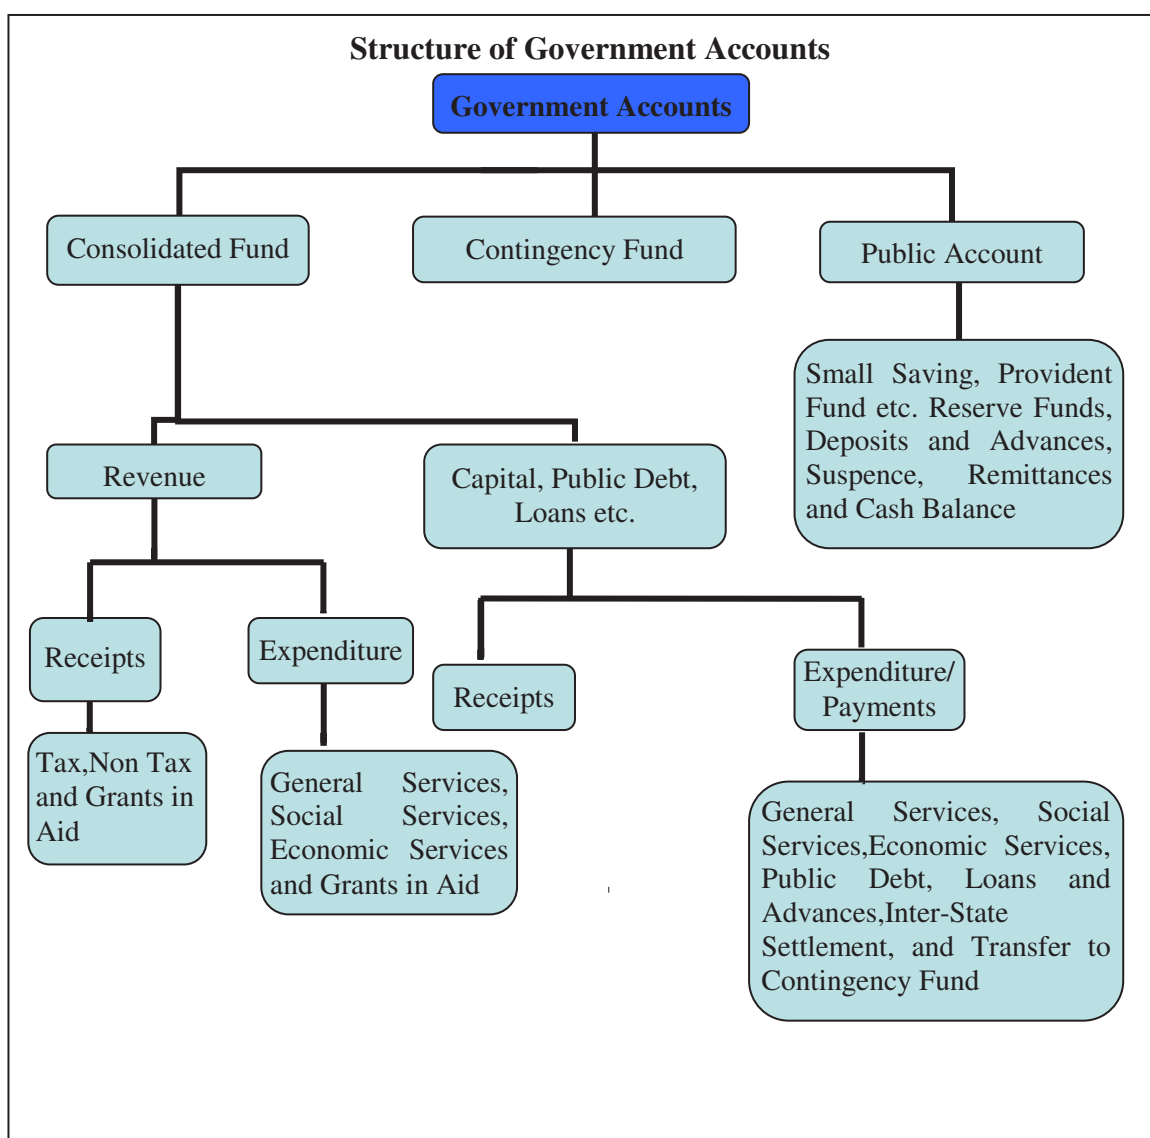 Structure of Government Accounts
Government Accounts
Consolidated Fund
Contingency Fund
Public Account
Small Saving, Provident
Fund etc. Reserve Funds,
Deposits and Advances,
Suspence, Remittances
and Cash Balance
Revenue
Capital, Public Debt,
Loans etc.
Receipts
Expenditure
Receipts
Expenditure/
Payments
Tax,Non Tax
and Grants in
Aid
General Services,
Social Services,
Economic Services
and Grants in Aid
General Services, Social
Services,Economic Services,
Public Debt, Loans and
Advances,Inter-State
Settlement, and Transfer to
Contingency Fund